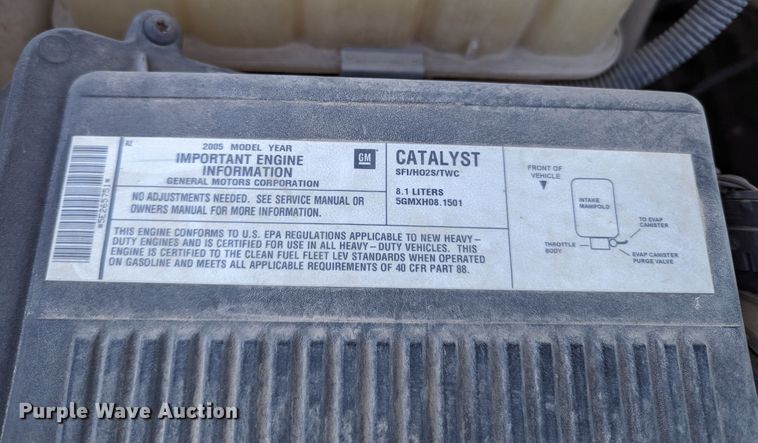 *5E265751*
A2
2005 MODEL YEAR
IMPORTANT ENGINE
INFORMATION
GENERAL MOTORS CORPORATION
GM
NO ADJUSTMENTS NEEDED. SEE SERVICE MANUAL OR
OWNERS MANUAL FOR MORE INFORMATION.
CATALYST
SFI/HO2S/TWC
8.1 LITERS
5GMXH08.1501
THIS ENGINE CONFORMS TO U.S. EPA REGULATIONS APPLICABLE TO NEW HEAVY-
DUTY ENGINES AND IS CERTIFIED FOR USE IN ALL HEAVY-DUTY VEHICLES. THIS
ENGINE IS CERTIFIED TO THE CLEAN FUEL FLEET LEV STANDARDS WHEN OPERATED
ON GASOLINE AND MEETS ALL APPLICABLE REQUIREMENTS OF 40 CFR PART 88.
FRONT OF
VEHICLE
INTAKE
MANIFOLD
TO EVAP
CANISTER
THROTTLE
BODY
EVAP CANISTER
PURGE VALVE
Purple Wave Auction